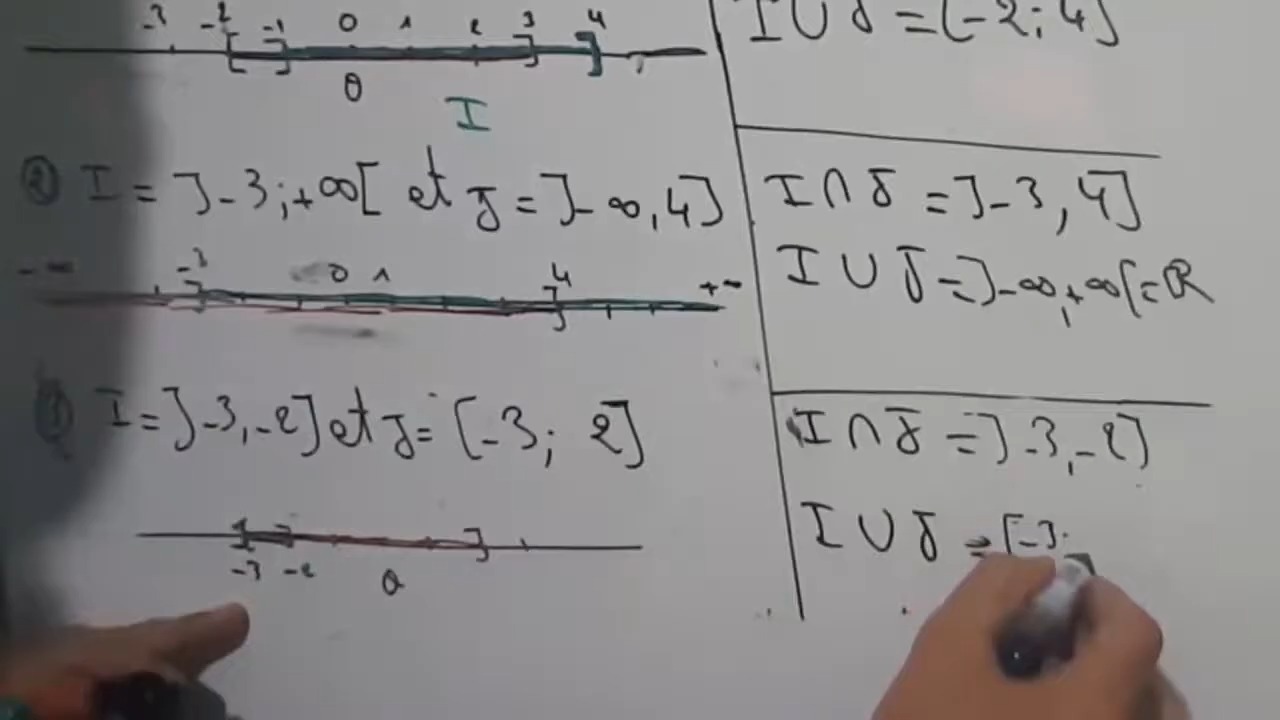 -3 -2 -1 0 1 2 3 4
0
I
I ∪ J = [-2; 4]
② I = ]-3; +∞[ et J = ]-∞, 4]
-∞ -3 0 1 4 +∞
I ∩ J = ]-3, 4]
I ∪ J = ]-∞, +∞[ = ℝ
③ I = ]-3, -2] et J = [-3; 2]
-3 -2 0
I ∩ J = ]-3, -2]
I ∪ J = [-3;